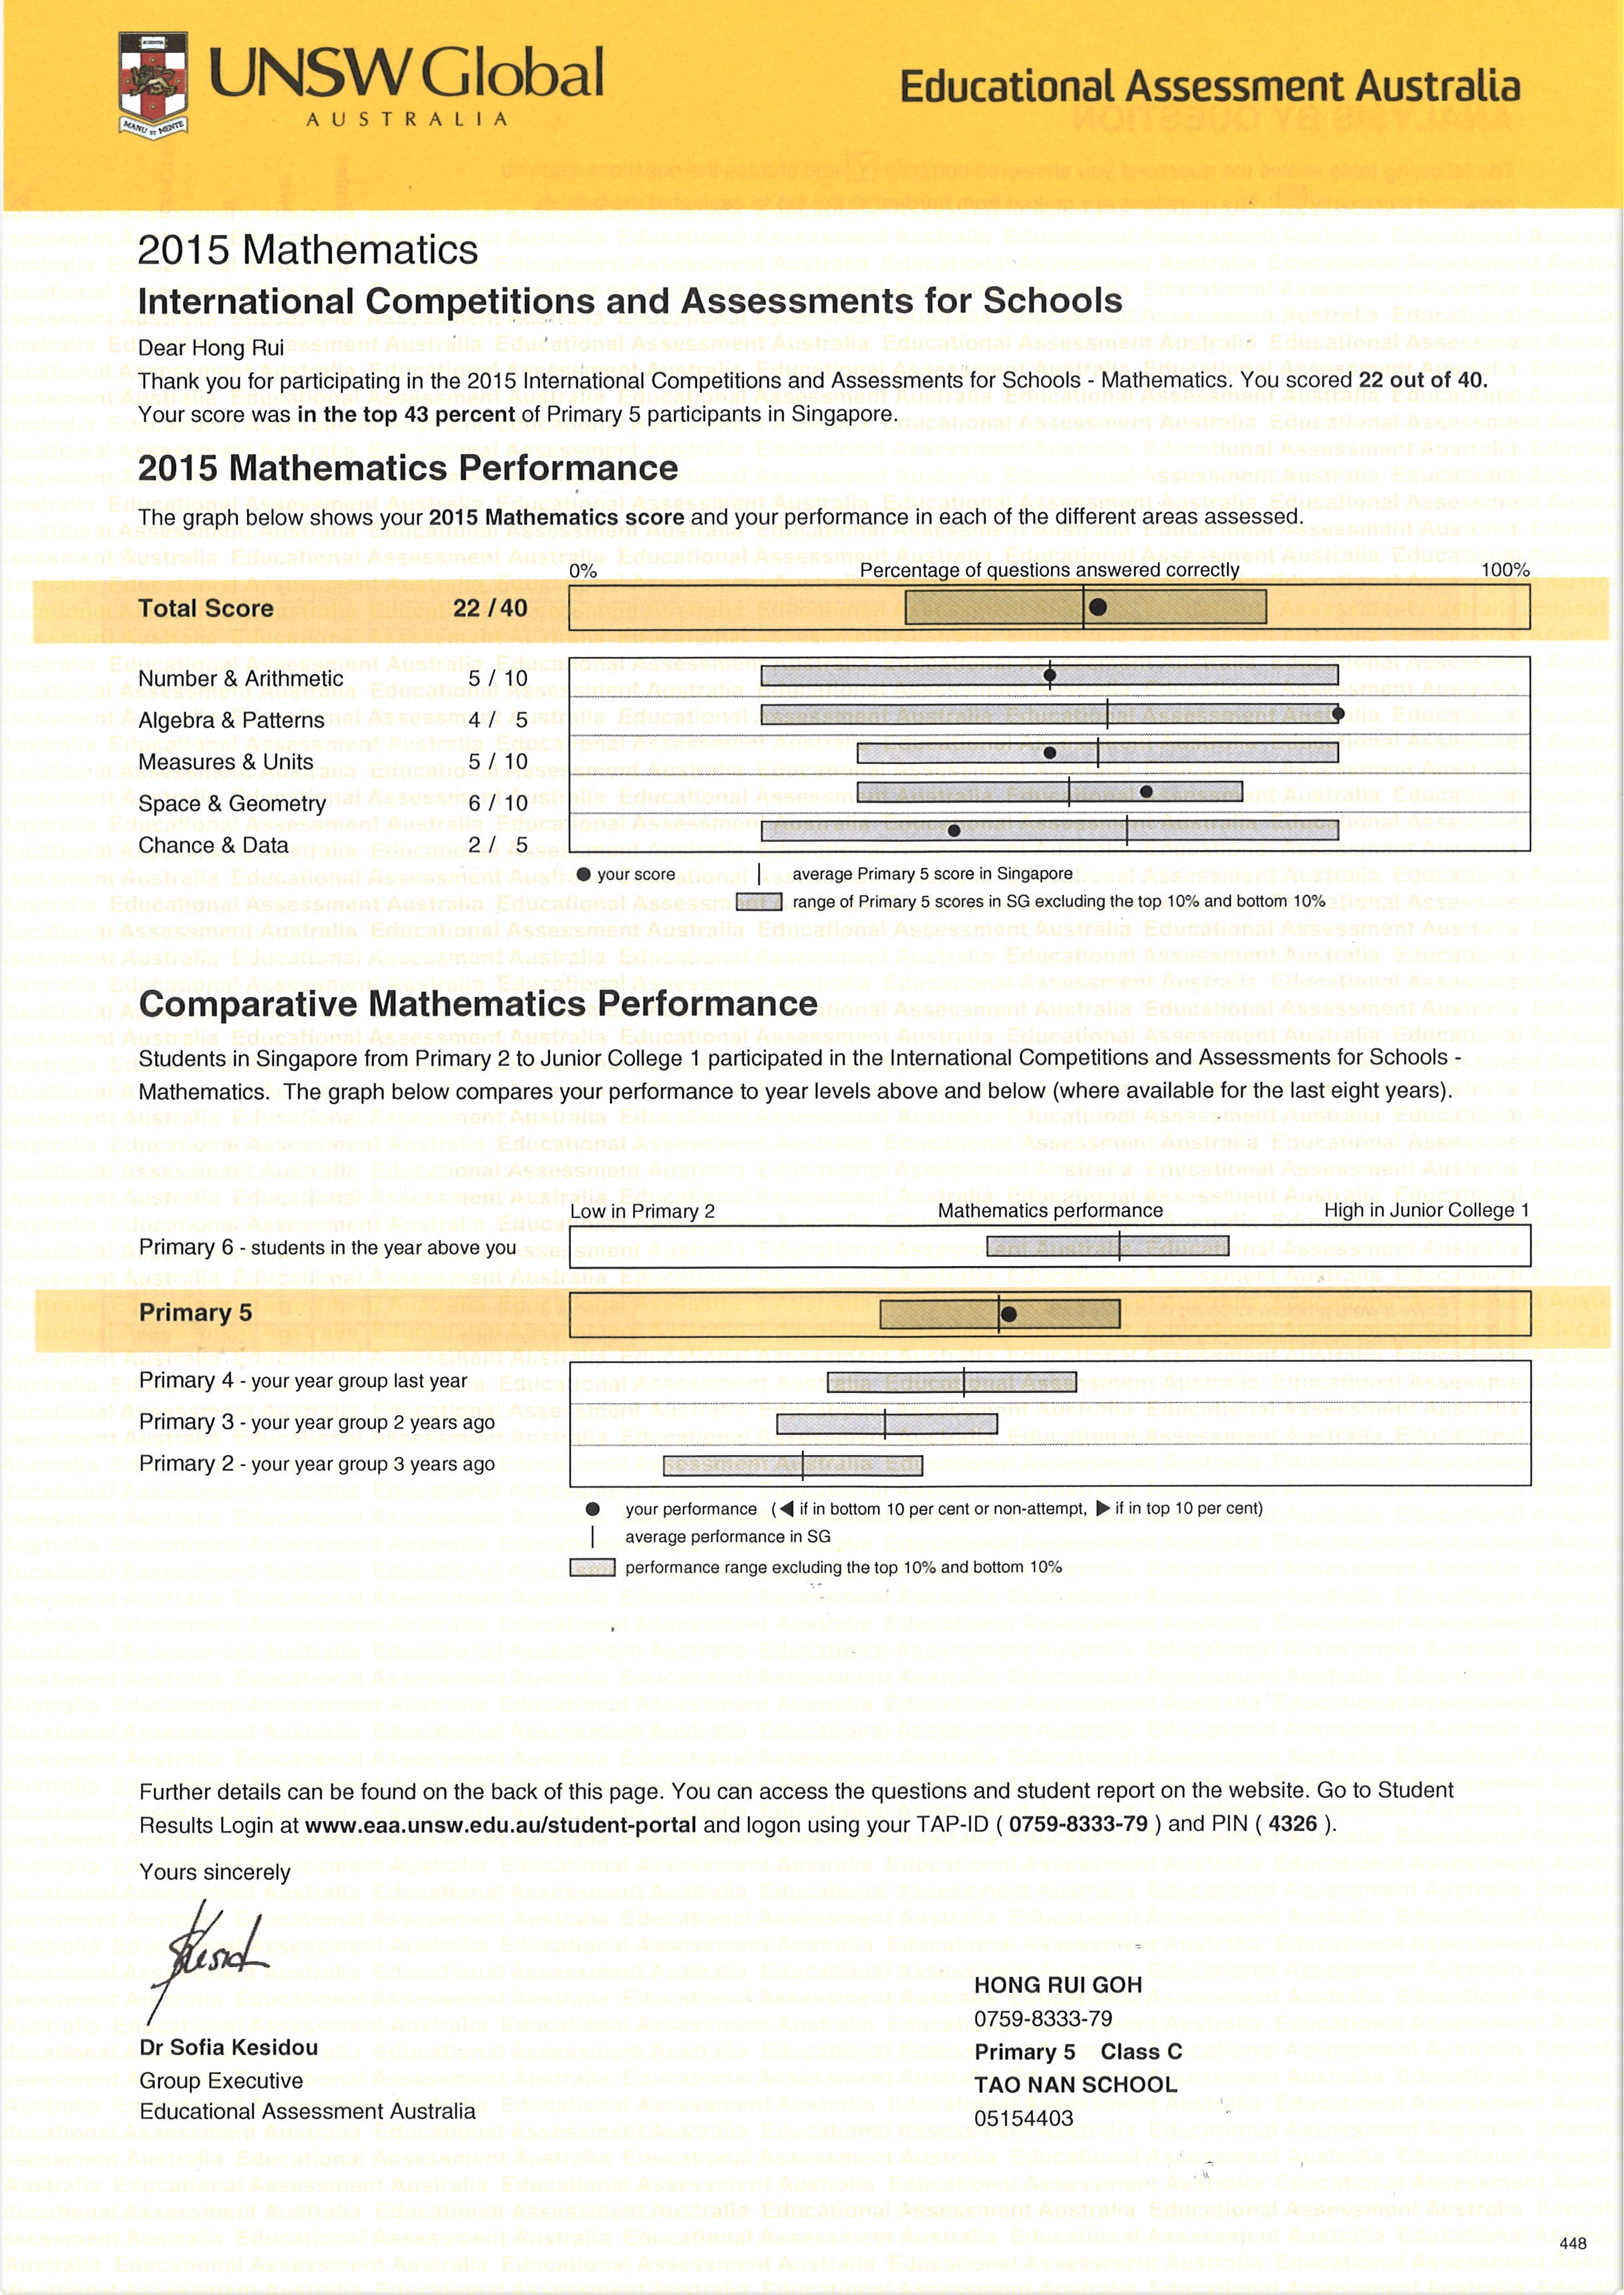 UNSW Global
AUSTRALIA
SCIENTIA
MANU ET MENTE
Educational Assessment Australia
2015 Mathematics
International Competitions and Assessments for Schools
Dear Hong Rui
Thank you for participating in the 2015 International Competitions and Assessments for Schools - Mathematics. You scored 22 out of 40.
Your score was in the top 43 percent of Primary 5 participants in Singapore.
2015 Mathematics Performance
The graph below shows your 2015 Mathematics score and your performance in each of the different areas assessed.
0% Percentage of questions answered correctly 100%
Total Score 22 / 40
Number & Arithmetic 5 / 10
Algebra & Patterns 4 / 5
Measures & Units 5 / 10
Space & Geometry 6 / 10
Chance & Data 2 / 5
your score average Primary 5 score in Singapore
range of Primary 5 scores in SG excluding the top 10% and bottom 10%
Comparative Mathematics Performance
Students in Singapore from Primary 2 to Junior College 1 participated in the International Competitions and Assessments for Schools -
Mathematics. The graph below compares your performance to year levels above and below (where available for the last eight years).
Low in Primary 2 Mathematics performance High in Junior College 1
Primary 6 - students in the year above you
Primary 5
Primary 4 - your year group last year
Primary 3 - your year group 2 years ago
Primary 2 - your year group 3 years ago
your performance (◀ if in bottom 10 per cent or non-attempt, ▶ if in top 10 per cent)
average performance in SG
performance range excluding the top 10% and bottom 10%
Further details can be found on the back of this page. You can access the questions and student report on the website. Go to Student
Results Login at www.eaa.unsw.edu.au/student-portal and logon using your TAP-ID ( 0759-8333-79 ) and PIN ( 4326 ).
Yours sincerely
Dr Sofia Kesidou
Group Executive
Educational Assessment Australia
HONG RUI GOH
0759-8333-79
Primary 5 Class C
TAO NAN SCHOOL
05154403
448